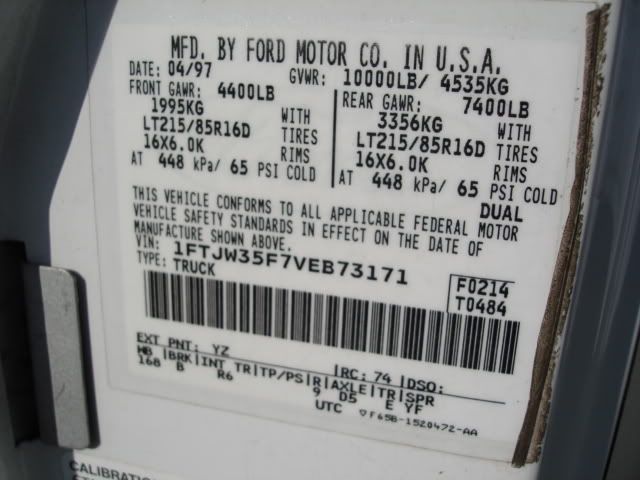 MFD. BY FORD MOTOR CO. IN U.S.A.
DATE: 04/97 GVWR: 10000LB/ 4535KG
FRONT GAWR: 4400LB REAR GAWR: 7400LB
1995KG WITH 3356KG WITH
LT215/85R16D TIRES LT215/85R16D TIRES
16X6.0K RIMS 16X6.0K RIMS
AT 448 kPa/ 65 PSI COLD AT 448 kPa/ 65 PSI COLD
DUAL
THIS VEHICLE CONFORMS TO ALL APPLICABLE FEDERAL MOTOR
VEHICLE SAFETY STANDARDS IN EFFECT ON THE DATE OF
MANUFACTURE SHOWN ABOVE.
VIN: 1FTJW35F7VEB73171
TYPE: TRUCK
F0214
T0484
EXT PNT: YZ RC: 74 DSO:
WB BRK INT TR TP/PS R AXLE TR SPR
168 B R6 9 D5 E YF
UTC ▽F65B-1520472-AA
CALIBRATION